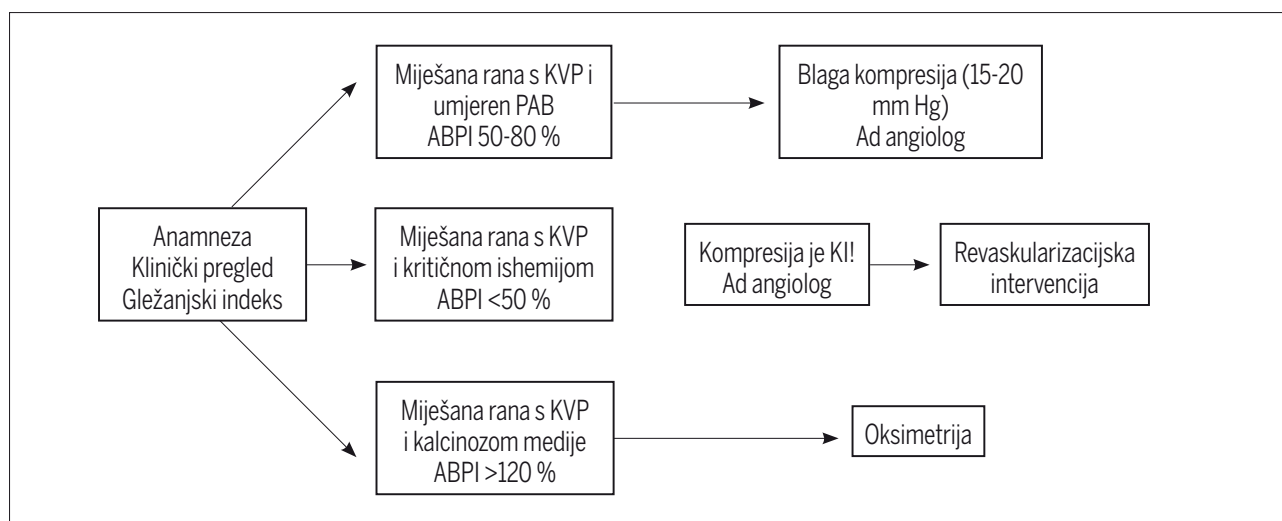 Miješana rana s KVP i
umjeren PAB
ABPI 50-80 %
Blaga kompresija (15-20
mm Hg)
Ad angiolog
Anamneza
Klinički pregled
Gležanjski indeks
Miješana rana s KVP
i kritičnom ishemijom
ABPI <50 %
Kompresija je KI!
Ad angiolog
Revaskularizacijska
intervencija
Miješana rana s KVP
i kalcinozom medije
ABPI >120 %
Oksimetrija